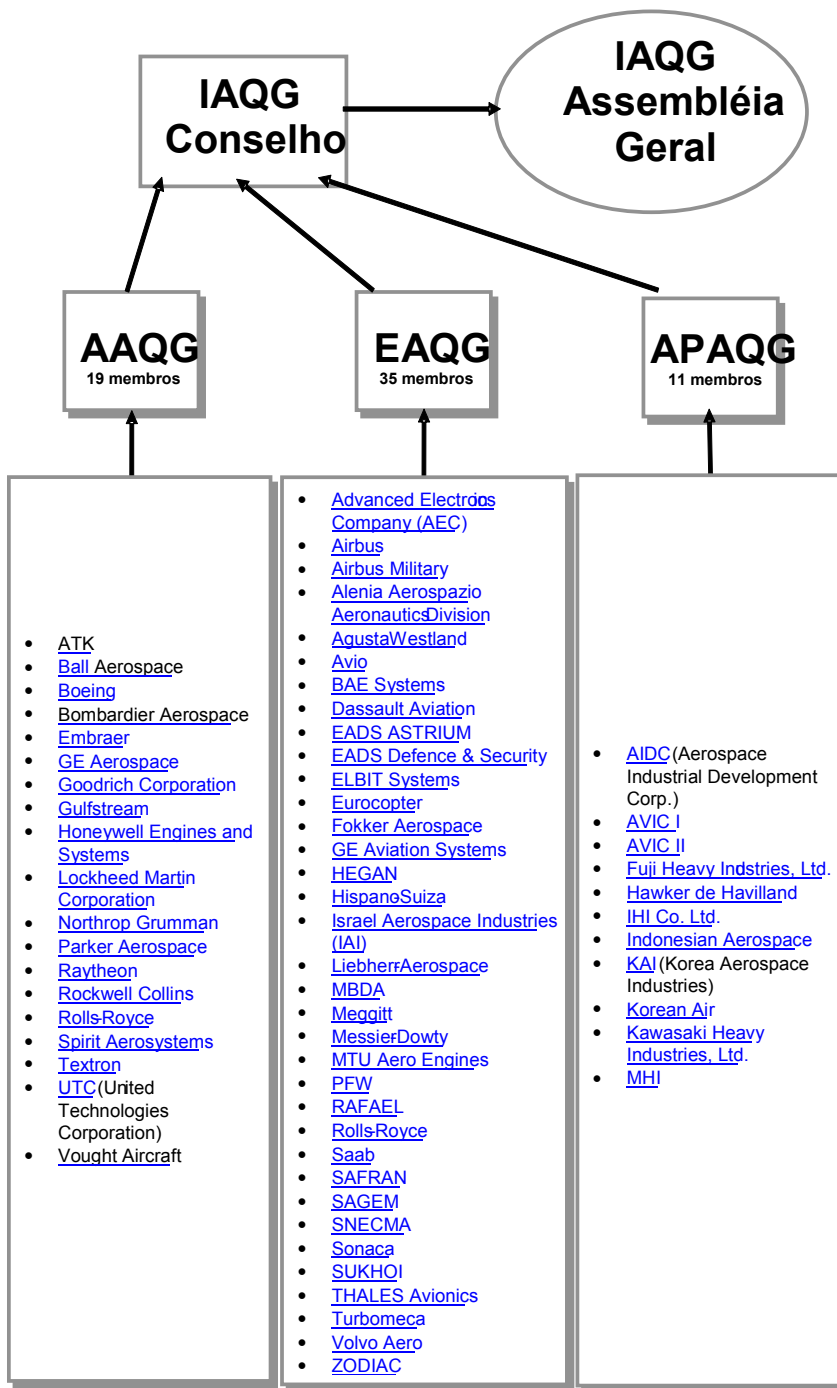 IAQG
Conselho
IAQG
Assembléia
Geral
AAQG
19 membros
EAQG
35 membros
APAQG
11 membros
• ATK
• Ball Aerospace
• Boeing
• Bombardier Aerospace
• Embraer
• GE Aerospace
• Goodrich Corporation
• Gulfstream
• Honeywell Engines and
Systems
• Lockheed Martin
Corporation
• Northrop Grumman
• Parker Aerospace
• Raytheon
• Rockwell Collins
• Rolls-Royce
• Spirit Aerosystems
• Textron
• UTC (United
Technologies
Corporation)
• Vought Aircraft
• Advanced Electronics
Company (AEC)
• Airbus
• Airbus Military
• Alenia Aerospazio
Aeronautics Division
• AgustaWestland
• Avio
• BAE Systems
• Dassault Aviation
• EADS ASTRIUM
• EADS Defence & Security
• ELBIT Systems
• Eurocopter
• Fokker Aerospace
• GE Aviation Systems
• HEGAN
• Hispano-Suiza
• Israel Aerospace Industries
(IAI)
• Liebherr-Aerospace
• MBDA
• Meggitt
• Messier-Dowty
• MTU Aero Engines
• PFW
• RAFAEL
• Rolls-Royce
• Saab
• SAFRAN
• SAGEM
• SNECMA
• Sonaca
• SUKHOI
• THALES Avionics
• Turbomeca
• Volvo Aero
• ZODIAC
• AIDC (Aerospace
Industrial Development
Corp.)
• AVIC I
• AVIC II
• Fuji Heavy Industries, Ltd.
• Hawker de Havilland
• IHI Co. Ltd.
• Indonesian Aerospace
• KAI (Korea Aerospace
Industries)
• Korean Air
• Kawasaki Heavy
Industries, Ltd.
• MHI